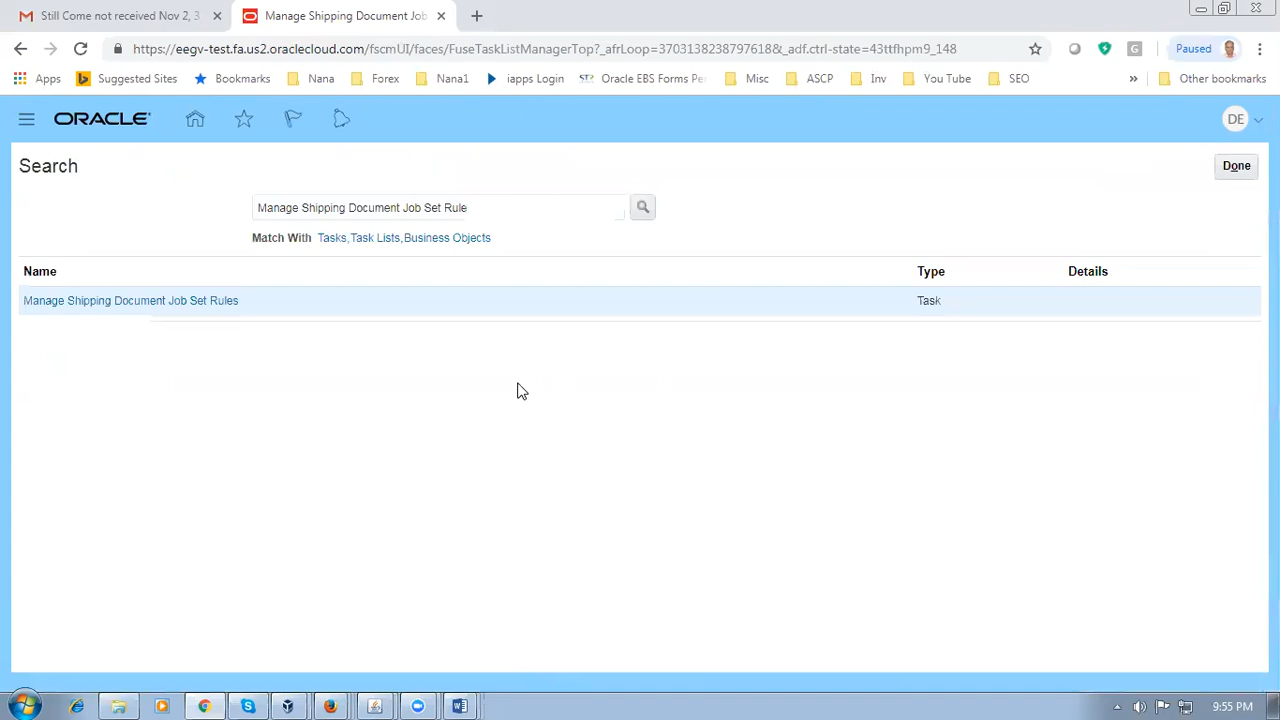 Still Come not received Nov 2, 3
Manage Shipping Document Job
https://eegv-test.fa.us2.oraclecloud.com/fscmUI/faces/FuseTaskListManagerTop?_afrLoop=3703138238797618&_adf.ctrl-state=43ttfhpm9_148
G
Paused
Apps
Suggested Sites
Bookmarks
Nana
Forex
Nana1
iapps Login
Oracle EBS Forms Pe
Misc
ASCP
Inv
You Tube
SEO
»
Other bookmarks
ORACLE
DE
Search
Done
Manage Shipping Document Job Set Rule
Match With Tasks,Task Lists,Business Objects
Name Type Details
Manage Shipping Document Job Set Rules Task
9:55 PM